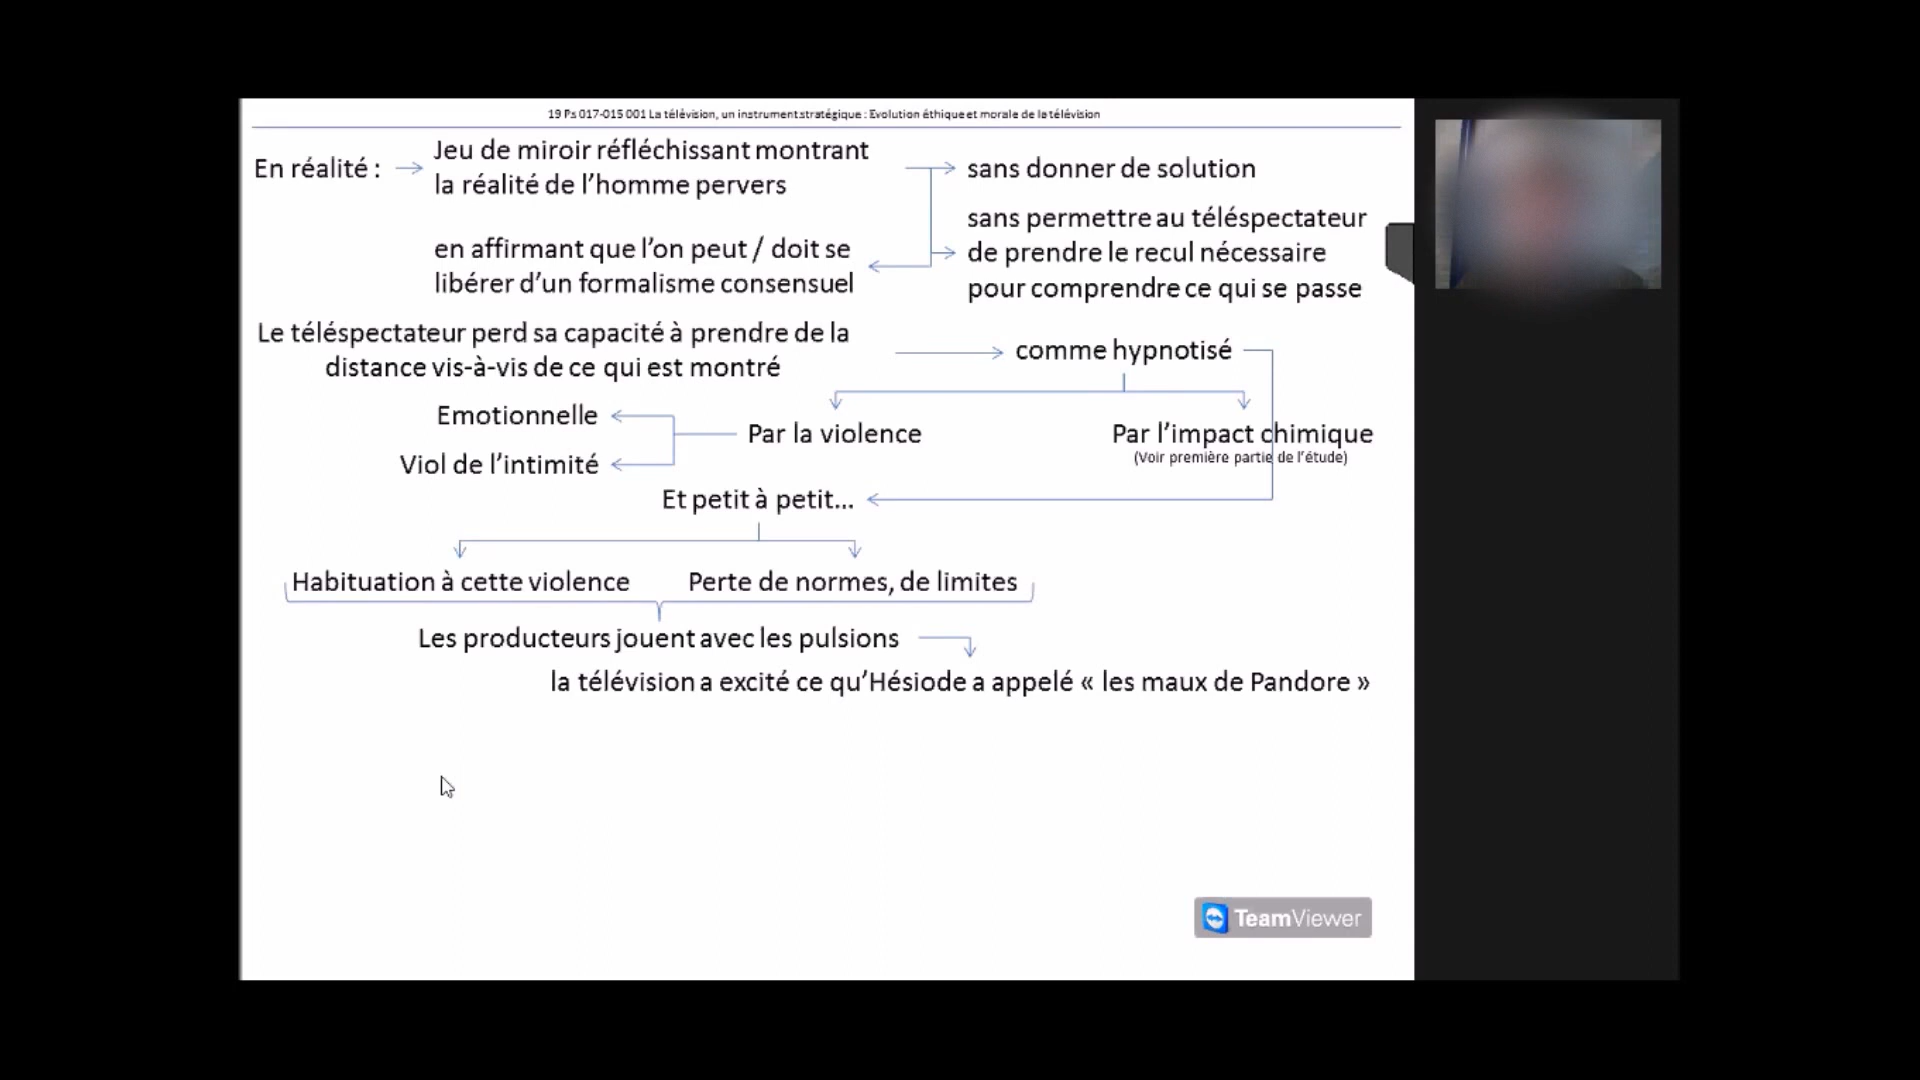 19 Ps 017-015 001 La télévision, un instrument stratégique : Evolution éthique et morale de la télévision
En réalité :
Jeu de miroir réfléchissant montrant
la réalité de l’homme pervers
sans donner de solution
sans permettre au téléspectateur
de prendre le recul nécessaire
pour comprendre ce qui se passe
en affirmant que l’on peut / doit se
libérer d’un formalisme consensuel
Le téléspectateur perd sa capacité à prendre de la
distance vis-à-vis de ce qui est montré
comme hypnotisé
Par la violence
Par l’impact chimique
(Voir première partie de l’étude)
Emotionnelle
Viol de l’intimité
Et petit à petit...
Habituation à cette violence
Perte de normes, de limites
Les producteurs jouent avec les pulsions
la télévision a excité ce qu’Hésiode a appelé « les maux de Pandore »
TeamViewer